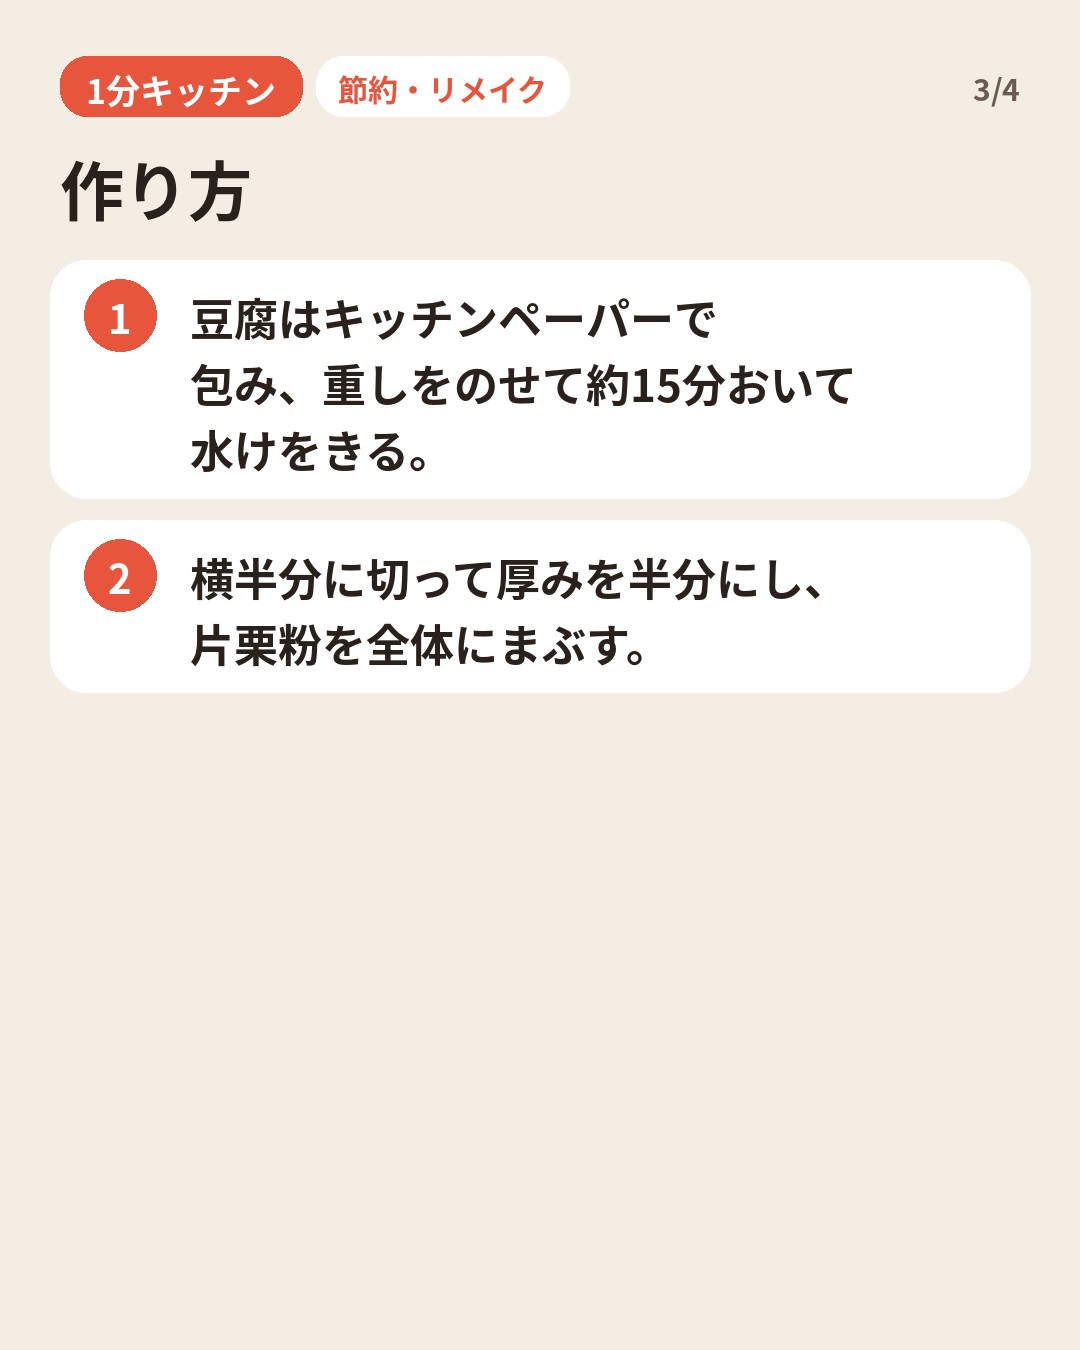 1分キッチン
節約・リメイク
3/4
作り方
1
豆腐はキッチンペーパーで
包み、重しをのせて約15分おいて
水けをきる。
2
横半分に切って厚みを半分にし、
片栗粉を全体にまぶす。